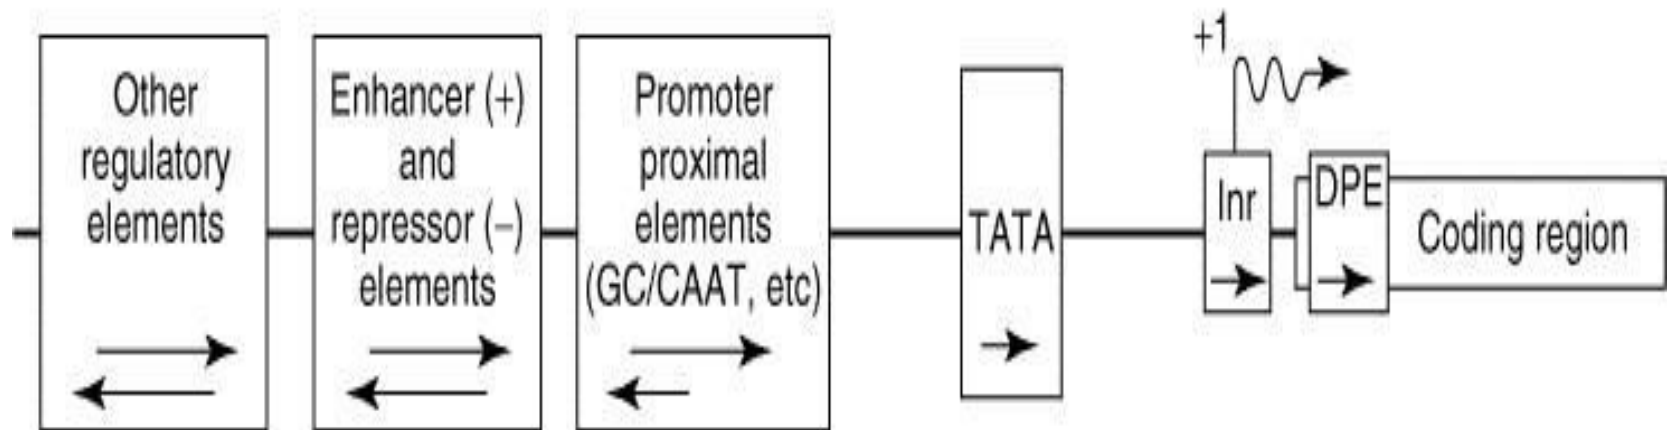 Other
regulatory
elements
Enhancer (+)
and
repressor (–)
elements
Promoter
proximal
elements
(GC/CAAT, etc)
TATA
+1
Inr
DPE
Coding region